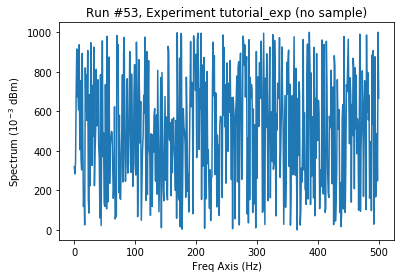 Run #53, Experiment tutorial_exp (no sample)
1000
800
600
400
200
0
Spectrum (10⁻³ dBm)
0 100 200 300 400 500
Freq Axis (Hz)